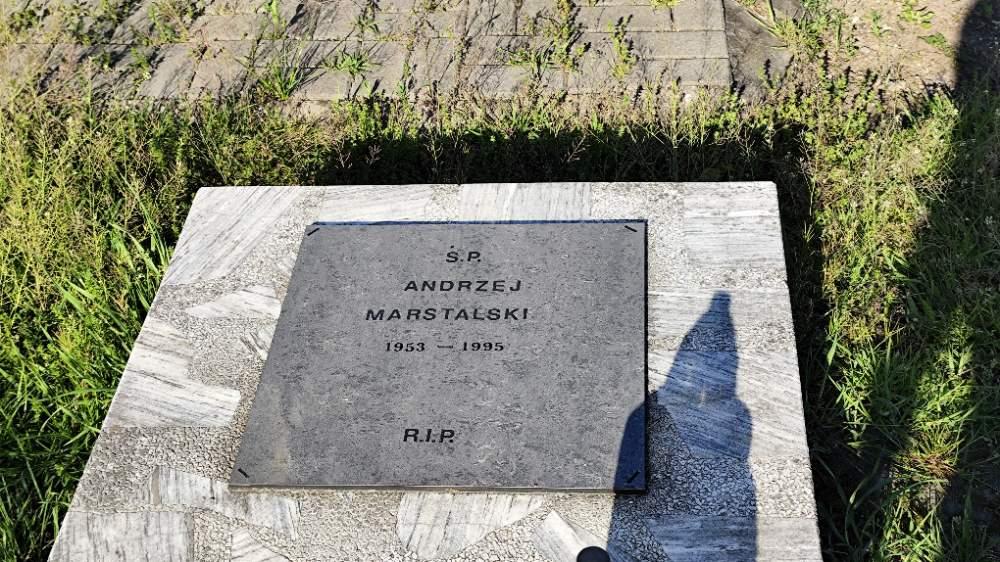 Ś.P.
ANDRZEJ
MARSTALSKI
1953 — 1995
R.I.P.